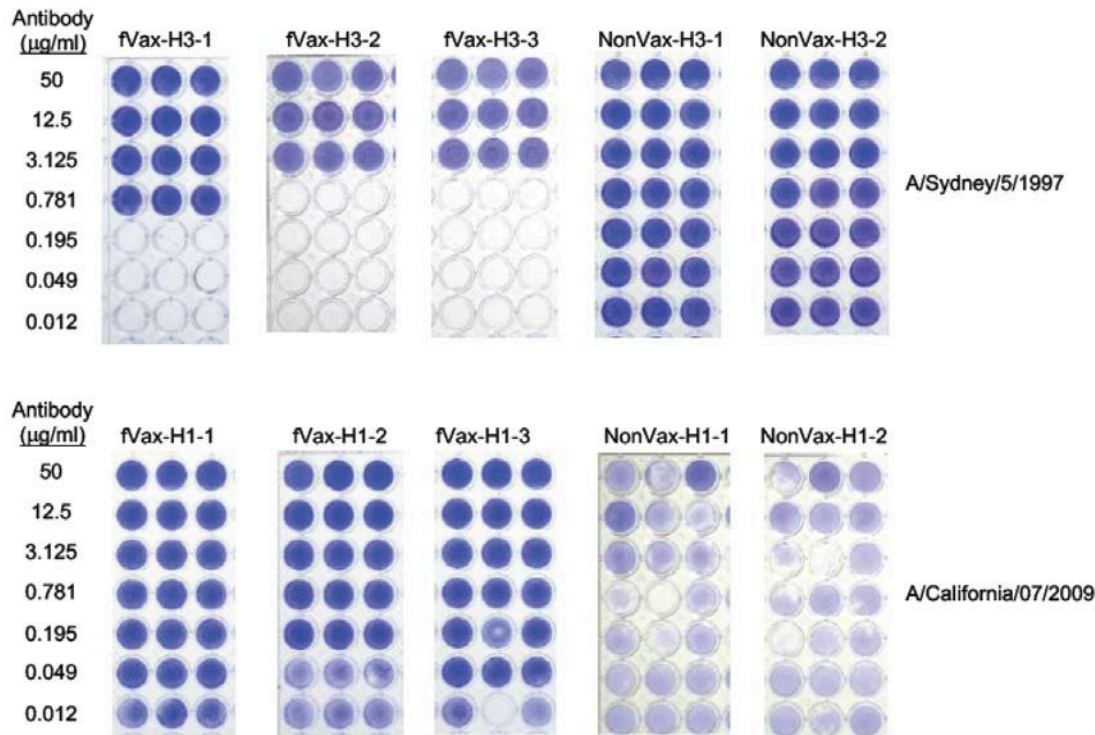 Antibody
(µg/ml)
fVax-H3-1 fVax-H3-2 fVax-H3-3 NonVax-H3-1 NonVax-H3-2
50
12.5
3.125
0.781
0.195
0.049
0.012
A/Sydney/5/1997
Antibody
(µg/ml)
fVax-H1-1 fVax-H1-2 fVax-H1-3 NonVax-H1-1 NonVax-H1-2
50
12.5
3.125
0.781
0.195
0.049
0.012
A/California/07/2009